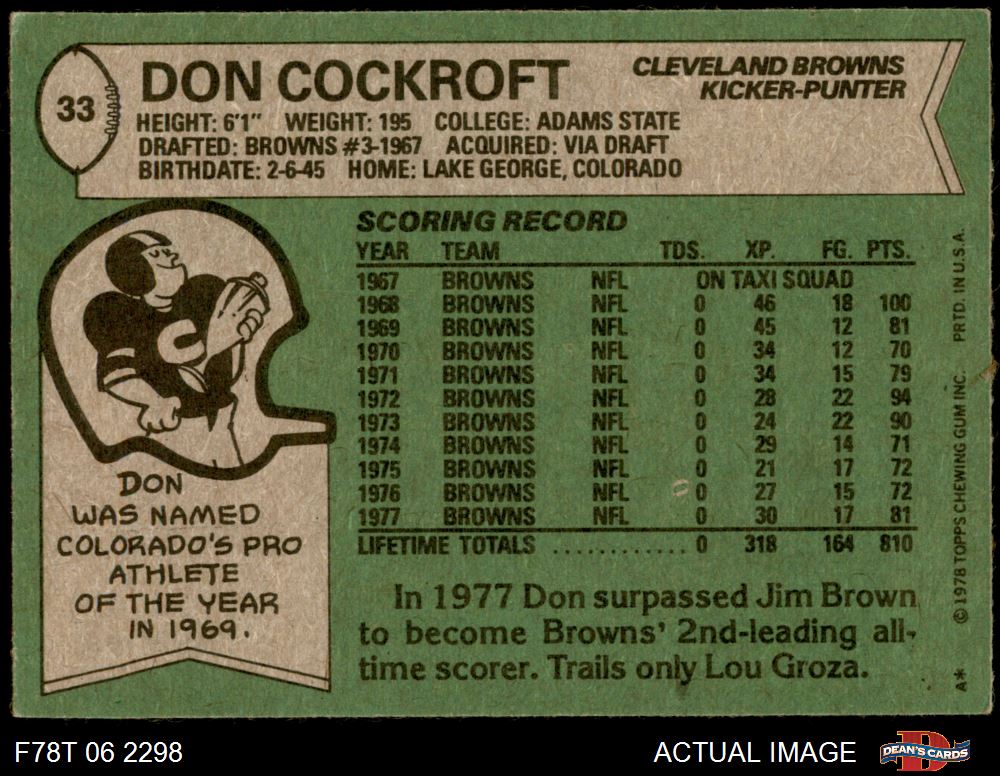 33
DON COCKROFT
CLEVELAND BROWNS
KICKER-PUNTER
HEIGHT: 6'1" WEIGHT: 195 COLLEGE: ADAMS STATE
DRAFTED: BROWNS #3-1967 ACQUIRED: VIA DRAFT
BIRTHDATE: 2-6-45 HOME: LAKE GEORGE, COLORADO
C
DON
WAS NAMED
COLORADO'S PRO
ATHLETE
OF THE YEAR
IN 1969.
SCORING RECORD
YEAR TEAM TDS. XP. FG. PTS.
1967 BROWNS NFL ON TAXI SQUAD
1968 BROWNS NFL 0 46 18 100
1969 BROWNS NFL 0 45 12 81
1970 BROWNS NFL 0 34 12 70
1971 BROWNS NFL 0 34 15 79
1972 BROWNS NFL 0 28 22 94
1973 BROWNS NFL 0 24 22 90
1974 BROWNS NFL 0 29 14 71
1975 BROWNS NFL 0 21 17 72
1976 BROWNS NFL 0 27 15 72
1977 BROWNS NFL 0 30 17 81
LIFETIME TOTALS ............ 0 318 164 810
In 1977 Don surpassed Jim Brown
to become Browns' 2nd-leading all-
time scorer. Trails only Lou Groza.
A* ©1978 TOPPS CHEWING GUM INC. PRTD. IN U.S.A.
F78T 06 2298
ACTUAL IMAGE
D
DEAN'S CARDS